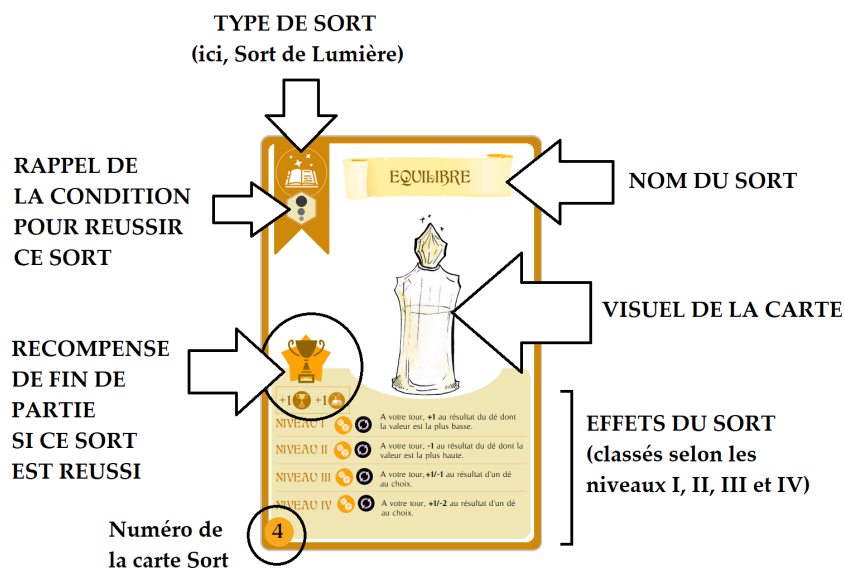 TYPE DE SORT
(ici, Sort de Lumière)
RAPPEL DE
LA CONDITION
POUR REUSSIR
CE SORT
EQUILIBRE
NOM DU SORT
VISUEL DE LA CARTE
RECOMPENSE
DE FIN DE
PARTIE
SI CE SORT
EST REUSSI
+1 +1
NIVEAU I
A votre tour, +1 au résultat du dé dont
la valeur est la plus basse.
NIVEAU II
A votre tour, -1 au résultat du dé dont la
valeur est la plus haute.
NIVEAU III
A votre tour, +1/-1 au résultat d'un dé
au choix.
NIVEAU IV
A votre tour, +1/-2 au résultat d'un dé
au choix.
EFFETS DU SORT
(classés selon les
niveaux I, II, III et IV)
Numéro de
la carte Sort
4